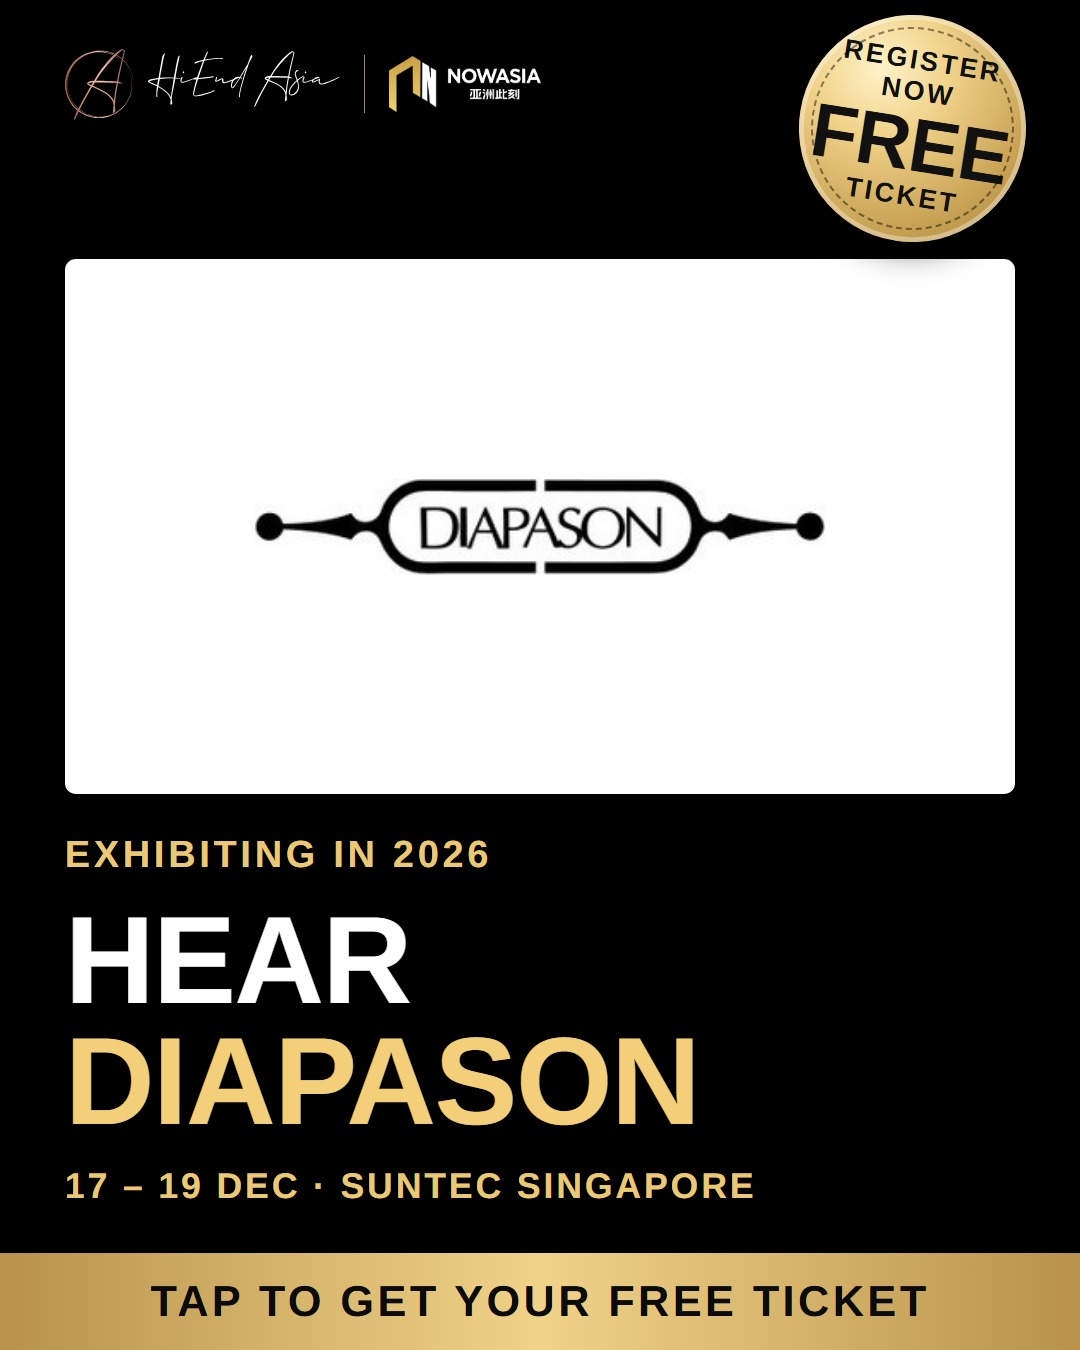 HiEnd Asia
NOWASIA
亚洲此刻
REGISTER
NOW
FREE
TICKET
DIAPASON
EXHIBITING IN 2026
HEAR
DIAPASON
17 – 19 DEC · SUNTEC SINGAPORE
TAP TO GET YOUR FREE TICKET